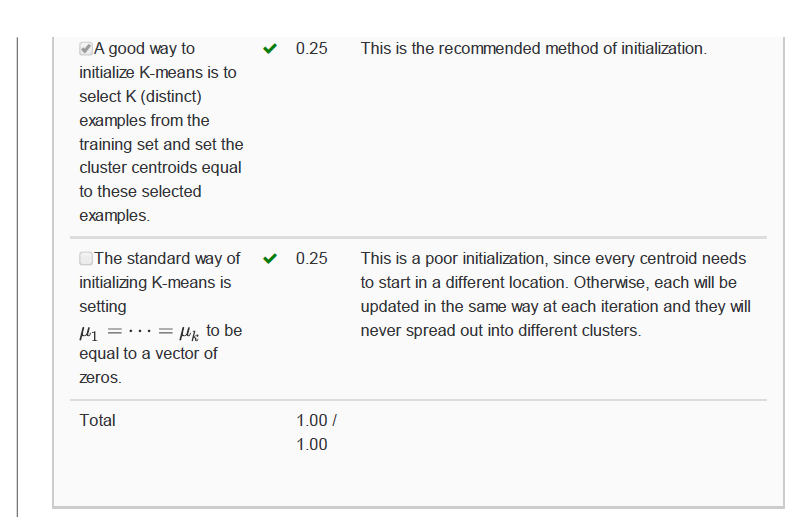 A good way to 0.25 This is the recommended method of initialization.
initialize K-means is to
select K (distinct)
examples from the
training set and set the
cluster centroids equal
to these selected
examples.
The standard way of 0.25 This is a poor initialization, since every centroid needs
initializing K-means is to start in a different location. Otherwise, each will be
setting updated in the same way at each iteration and they will
μ₁ = ⋯ = μₖ to be never spread out into different clusters.
equal to a vector of
zeros.
Total 1.00 /
1.00